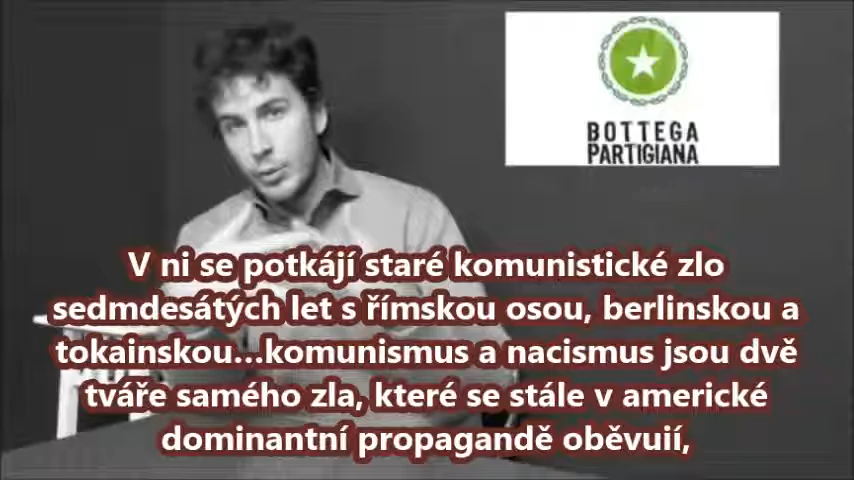 BOTTEGA
PARTIGIANA
V ni se potkájí staré komunistické zlo
sedmdesátých let s římskou osou, berlinskou a
tokainskou...komunismus a nacismus jsou dvě
tváře samého zla, které se stále v americké
dominantní propagandě oběvuií,